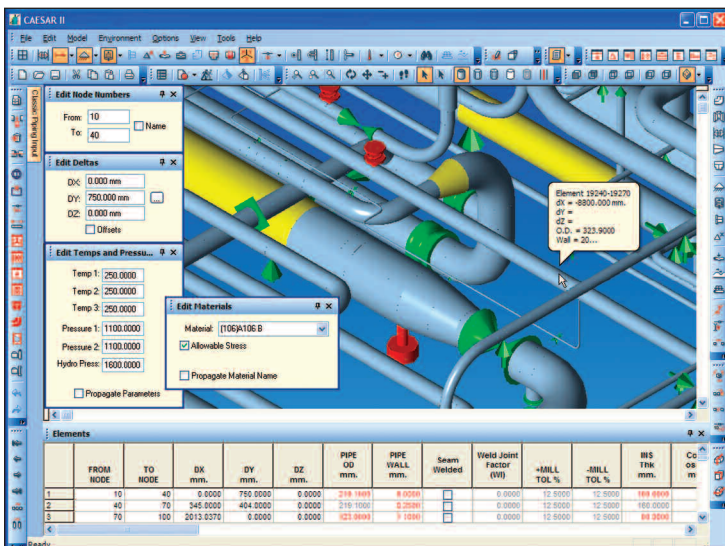 CAESAR II
File Edit Model Environment Options View Tools Help
Classic Piping Input
Edit Node Numbers
From: 10
To: 40
Name
Edit Deltas
DX: 0.000 mm
DY: 750.000 mm
...
DZ: 0.000 mm
Offsets
Edit Temps and Pressu...
Temp 1: 250.0000
Temp 2: 250.0000
Temp 3: 250.0000
Pressure 1: 1100.0000
Pressure 2: 1100.0000
Hydro Press: 1600.0000
Propagate Parameters
Edit Materials
Material: (106)A106 B
Allowable Stress
Propagate Material Name
Element 19240-19270
dX = -8800.000 mm.
dY =
dZ =
O.D. = 323.9000
Wall = 20...
Elements
FROM NODE TO NODE DX mm. DY mm. DZ mm. PIPE OD mm. PIPE WALL mm. Seam Welded Weld Joint Factor (Wl) +MILL TOL % -MILL TOL % INS Thk mm.
1 10 40 0.0000 750.0000 0.0000 0.0000 12.5000 12.5000
2 40 70 345.0000 404.0000 0.0000 219.1000 0.0000 12.5000 12.5000
3 70 100 2013.0370 0.0000 0.0000 0.0000 12.5000 12.5000
Ready